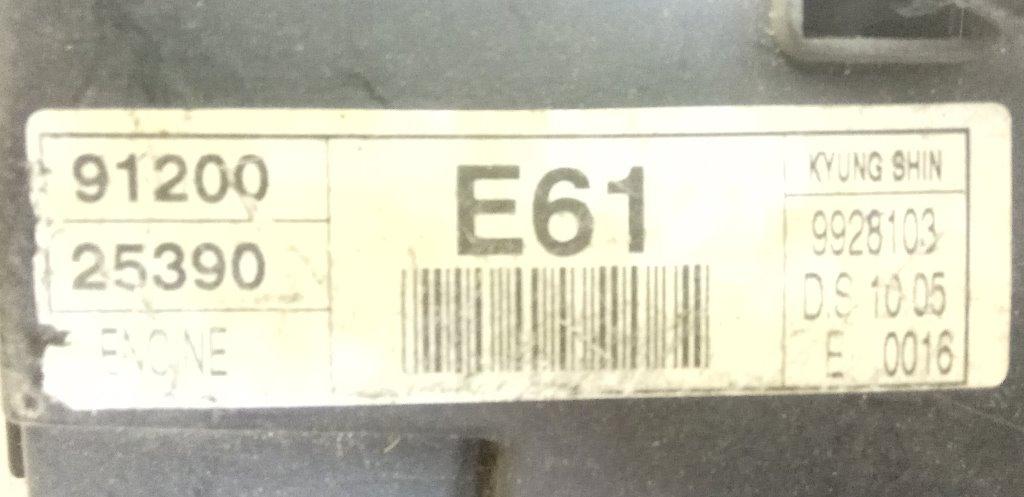 91200
25390
ENGINE
E61
KYUNG SHIN
9928103
D.S 10 05
E 0016